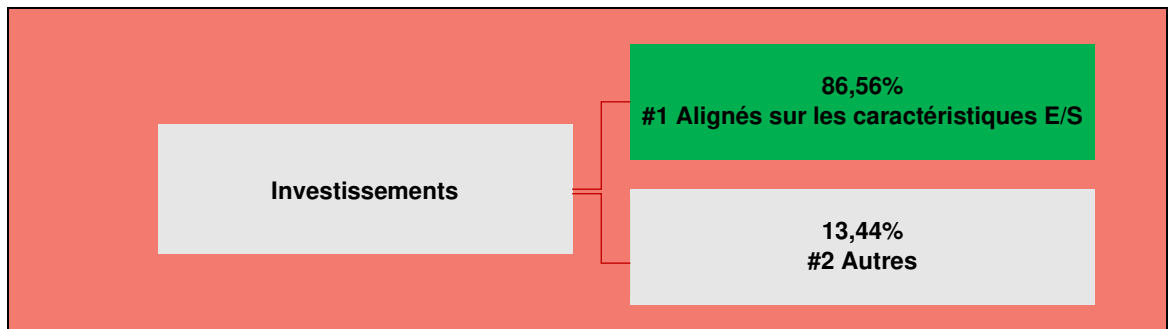 86,56%
#1 Alignés sur les caractéristiques E/S
Investissements
13,44%
#2 Autres